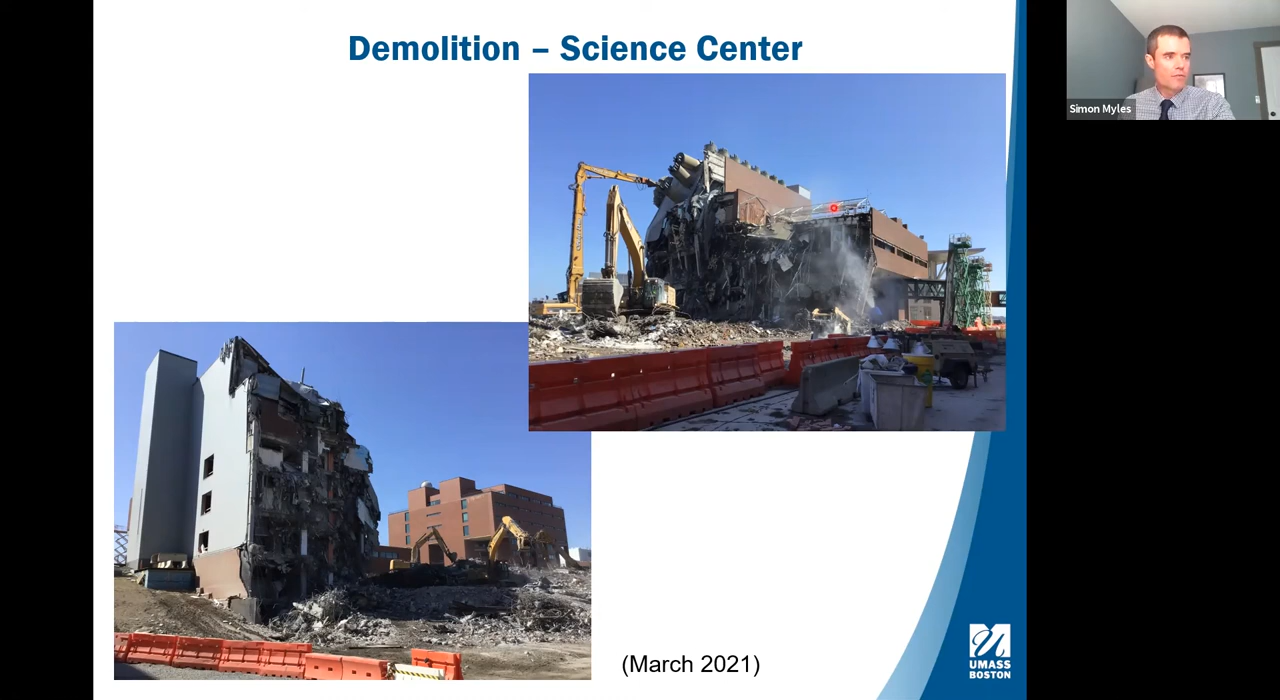 Demolition – Science Center
Simon Myles
(March 2021)
UMASS
BOSTON